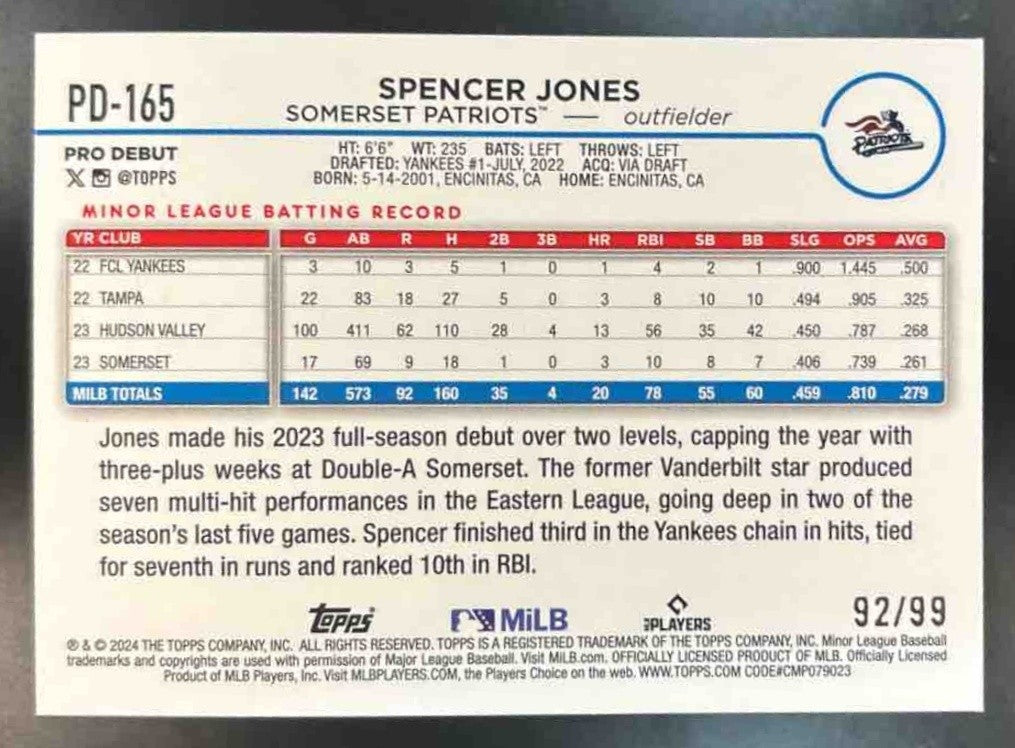 PD-165
SPENCER JONES
SOMERSET PATRIOTS™ — outfielder
PATRIOTS
PRO DEBUT
X @TOPPS
HT: 6'6" WT: 235 BATS: LEFT THROWS: LEFT
DRAFTED: YANKEES #1-JULY, 2022 ACQ: VIA DRAFT
BORN: 5-14-2001, ENCINITAS, CA HOME: ENCINITAS, CA
MINOR LEAGUE BATTING RECORD
YR CLUB G AB R H 2B 3B HR RBI SB BB SLG OPS AVG
22 FCL YANKEES 3 10 3 5 1 0 1 4 2 1 .900 1.445 .500
22 TAMPA 22 83 18 27 5 0 3 8 10 10 .494 .905 .325
23 HUDSON VALLEY 100 411 62 110 28 4 13 56 35 42 .450 .787 .268
23 SOMERSET 17 69 9 18 1 0 3 10 8 7 .406 .739 .261
MILB TOTALS 142 573 92 160 35 4 20 78 55 60 .459 .810 .279
Jones made his 2023 full-season debut over two levels, capping the year with
three-plus weeks at Double-A Somerset. The former Vanderbilt star produced
seven multi-hit performances in the Eastern League, going deep in two of the
season's last five games. Spencer finished third in the Yankees chain in hits, tied
for seventh in runs and ranked 10th in RBI.
Topps MiLB PLAYERS 92/99
® & © 2024 THE TOPPS COMPANY, INC. ALL RIGHTS RESERVED. TOPPS IS A REGISTERED TRADEMARK OF THE TOPPS COMPANY, INC. Minor League Baseball
trademarks and copyrights are used with permission of Major League Baseball. Visit MiLB.com. OFFICIALLY LICENSED PRODUCT OF MLB. Officially Licensed
Product of MLB Players, Inc. Visit MLBPLAYERS.COM, the Players Choice on the web. WWW.TOPPS.COM CODE#CMP079023